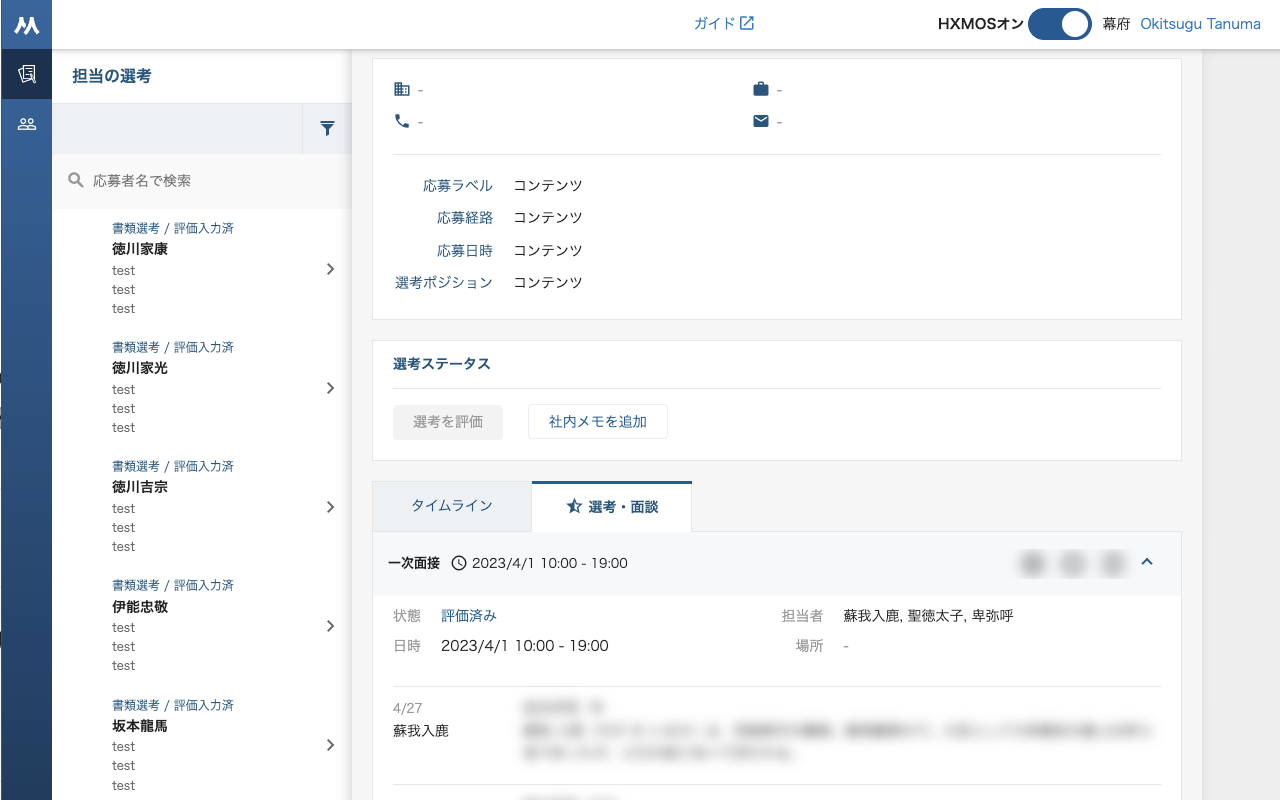 ガイド
HXMOSオン
幕府
Okitsugu Tanuma
担当の選考
応募者名で検索
書類選考 / 評価入力済
徳川家康
test
test
test
書類選考 / 評価入力済
徳川家光
test
test
test
書類選考 / 評価入力済
徳川吉宗
test
test
test
書類選考 / 評価入力済
伊能忠敬
test
test
test
書類選考 / 評価入力済
坂本龍馬
test
test
test
-
-
-
-
応募ラベル コンテンツ
応募経路 コンテンツ
応募日時 コンテンツ
選考ポジション コンテンツ
選考ステータス
選考を評価 社内メモを追加
タイムライン 選考・面談
一次面接 2023/4/1 10:00 - 19:00
状態 評価済み 担当者 蘇我入鹿, 聖徳太子, 卑弥呼
日時 2023/4/1 10:00 - 19:00 場所 -
4/27
蘇我入鹿